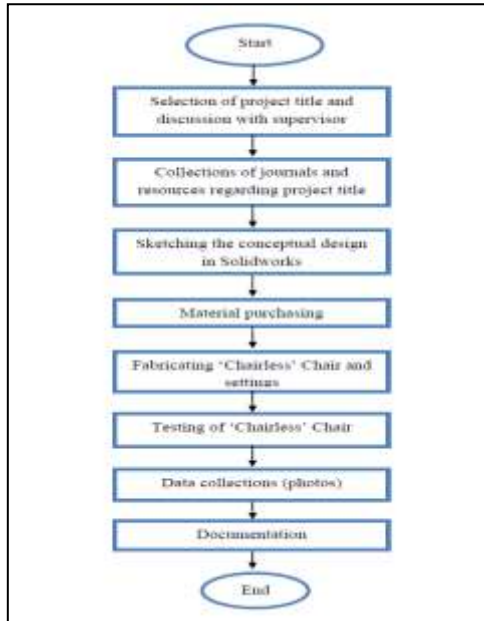 Start
Selection of project title and
discussion with supervisor
Collections of journals and
resources regarding project title
Sketching the conceptual design
in Solidworks
Material purchasing
Fabricating ‘Chairless’ Chair and
settings
Testing of ‘Chairless’ Chair
Data collections (photos)
Documentation
End